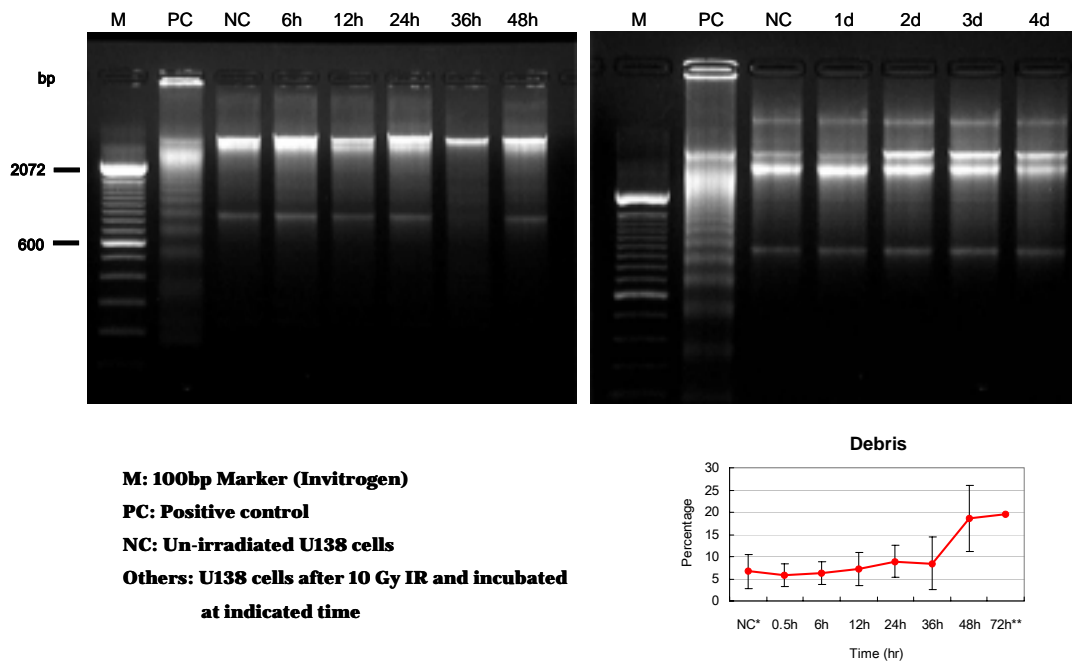 M PC NC 6h 12h 24h 36h 48h
bp
2072
600
M PC NC 1d 2d 3d 4d
M: 100bp Marker (Invitrogen)
PC: Positive control
NC: Un-irradiated U138 cells
Others: U138 cells after 10 Gy IR and incubated
at indicated time
Debris
Percentage
30
25
20
15
10
5
0
NC* 0.5h 6h 12h 24h 36h 48h 72h**
Time (hr)